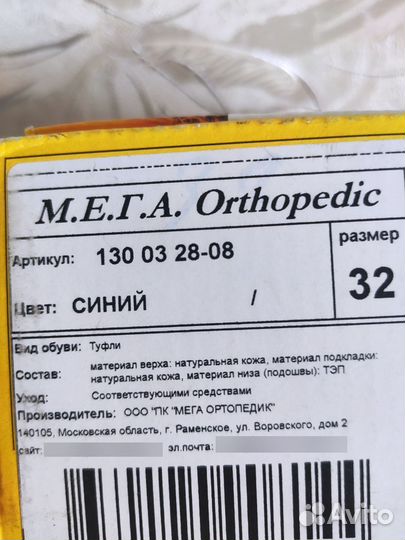 М.Е.Г.А. Orthopedic
Артикул: 130 03 28-08
размер
32
Цвет: СИНИЙ /
Вид обуви: Туфли
Состав: материал верха: натуральная кожа, материал подкладки:
натуральная кожа, материал низа (подошвы): ТЭП
Уход: Соответствующими средствами
Производитель: ООО "ПК "МЕГА ОРТОПЕДИК"
140105, Московская область, г. Раменское, ул. Воровского, дом 2
сайт: эл.почта:
Avito